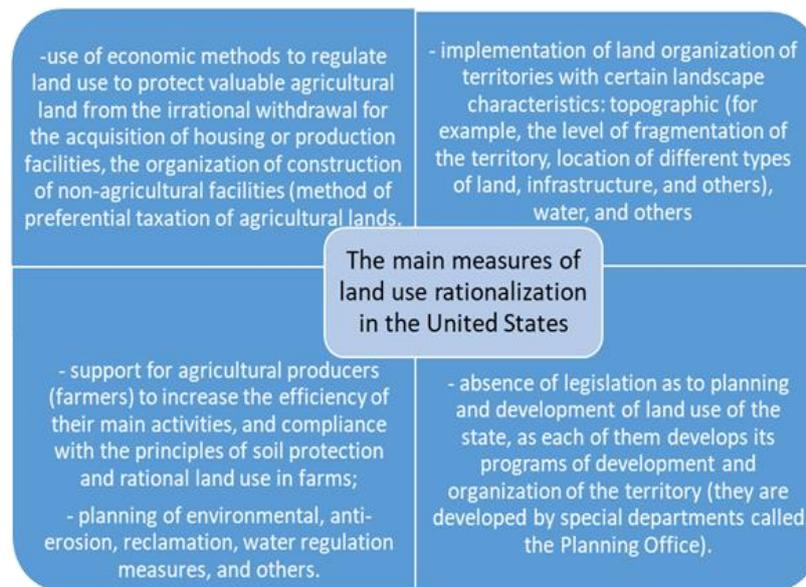 -use of economic methods to regulate
land use to protect valuable agricultural
land from the irrational withdrawal for
the acquisition of housing or production
facilities, the organization of construction
of non-agricultural facilities (method of
preferential taxation of agricultural lands.
- implementation of land organization of
territories with certain landscape
characteristics: topographic (for
example, the level of fragmentation of
the territory, location of different types
of land, infrastructure, and others),
water, and others
The main measures of
land use rationalization
in the United States
- support for agricultural producers
(farmers) to increase the efficiency of
their main activities, and compliance
with the principles of soil protection
and rational land use in farms;
- planning of environmental, anti-
erosion, reclamation, water regulation
measures, and others.
- absence of legislation as to planning
and development of land use of the
state, as each of them develops its
programs of development and
organization of the territory (they are
developed by special departments called
the Planning Office).